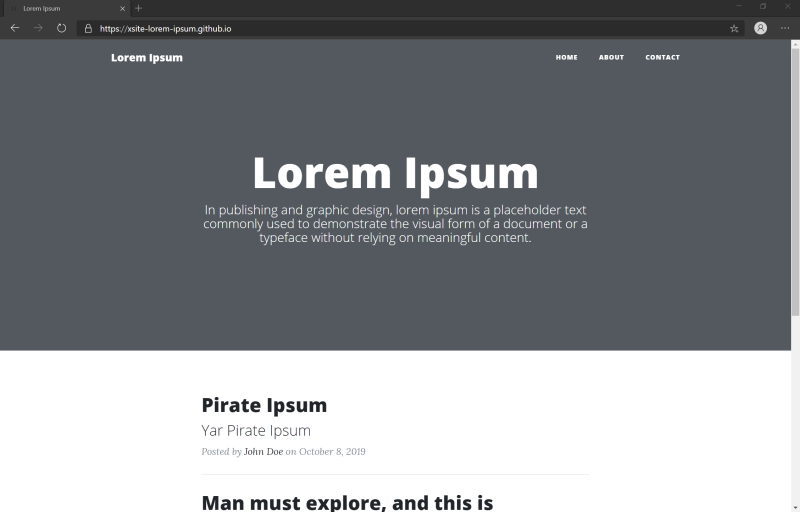 Lorem Ipsum
https://xsite-lorem-ipsum.github.io
Lorem Ipsum
HOME ABOUT CONTACT
Lorem Ipsum
In publishing and graphic design, lorem ipsum is a placeholder text
commonly used to demonstrate the visual form of a document or a
typeface without relying on meaningful content.
Pirate Ipsum
Yar Pirate Ipsum
Posted by John Doe on October 8, 2019
Man must explore, and this is